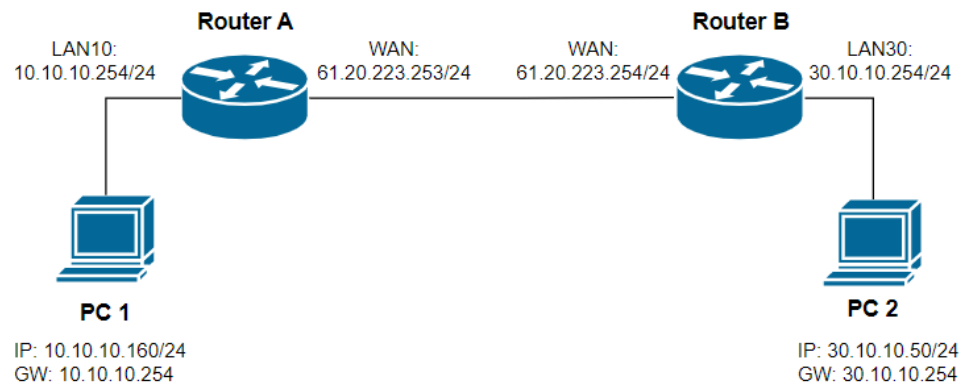 Router A
Router B
LAN10:
10.10.10.254/24
WAN:
61.20.223.253/24
WAN:
61.20.223.254/24
LAN30:
30.10.10.254/24
PC 1
IP: 10.10.10.160/24
GW: 10.10.10.254
PC 2
IP: 30.10.10.50/24
GW: 30.10.10.254